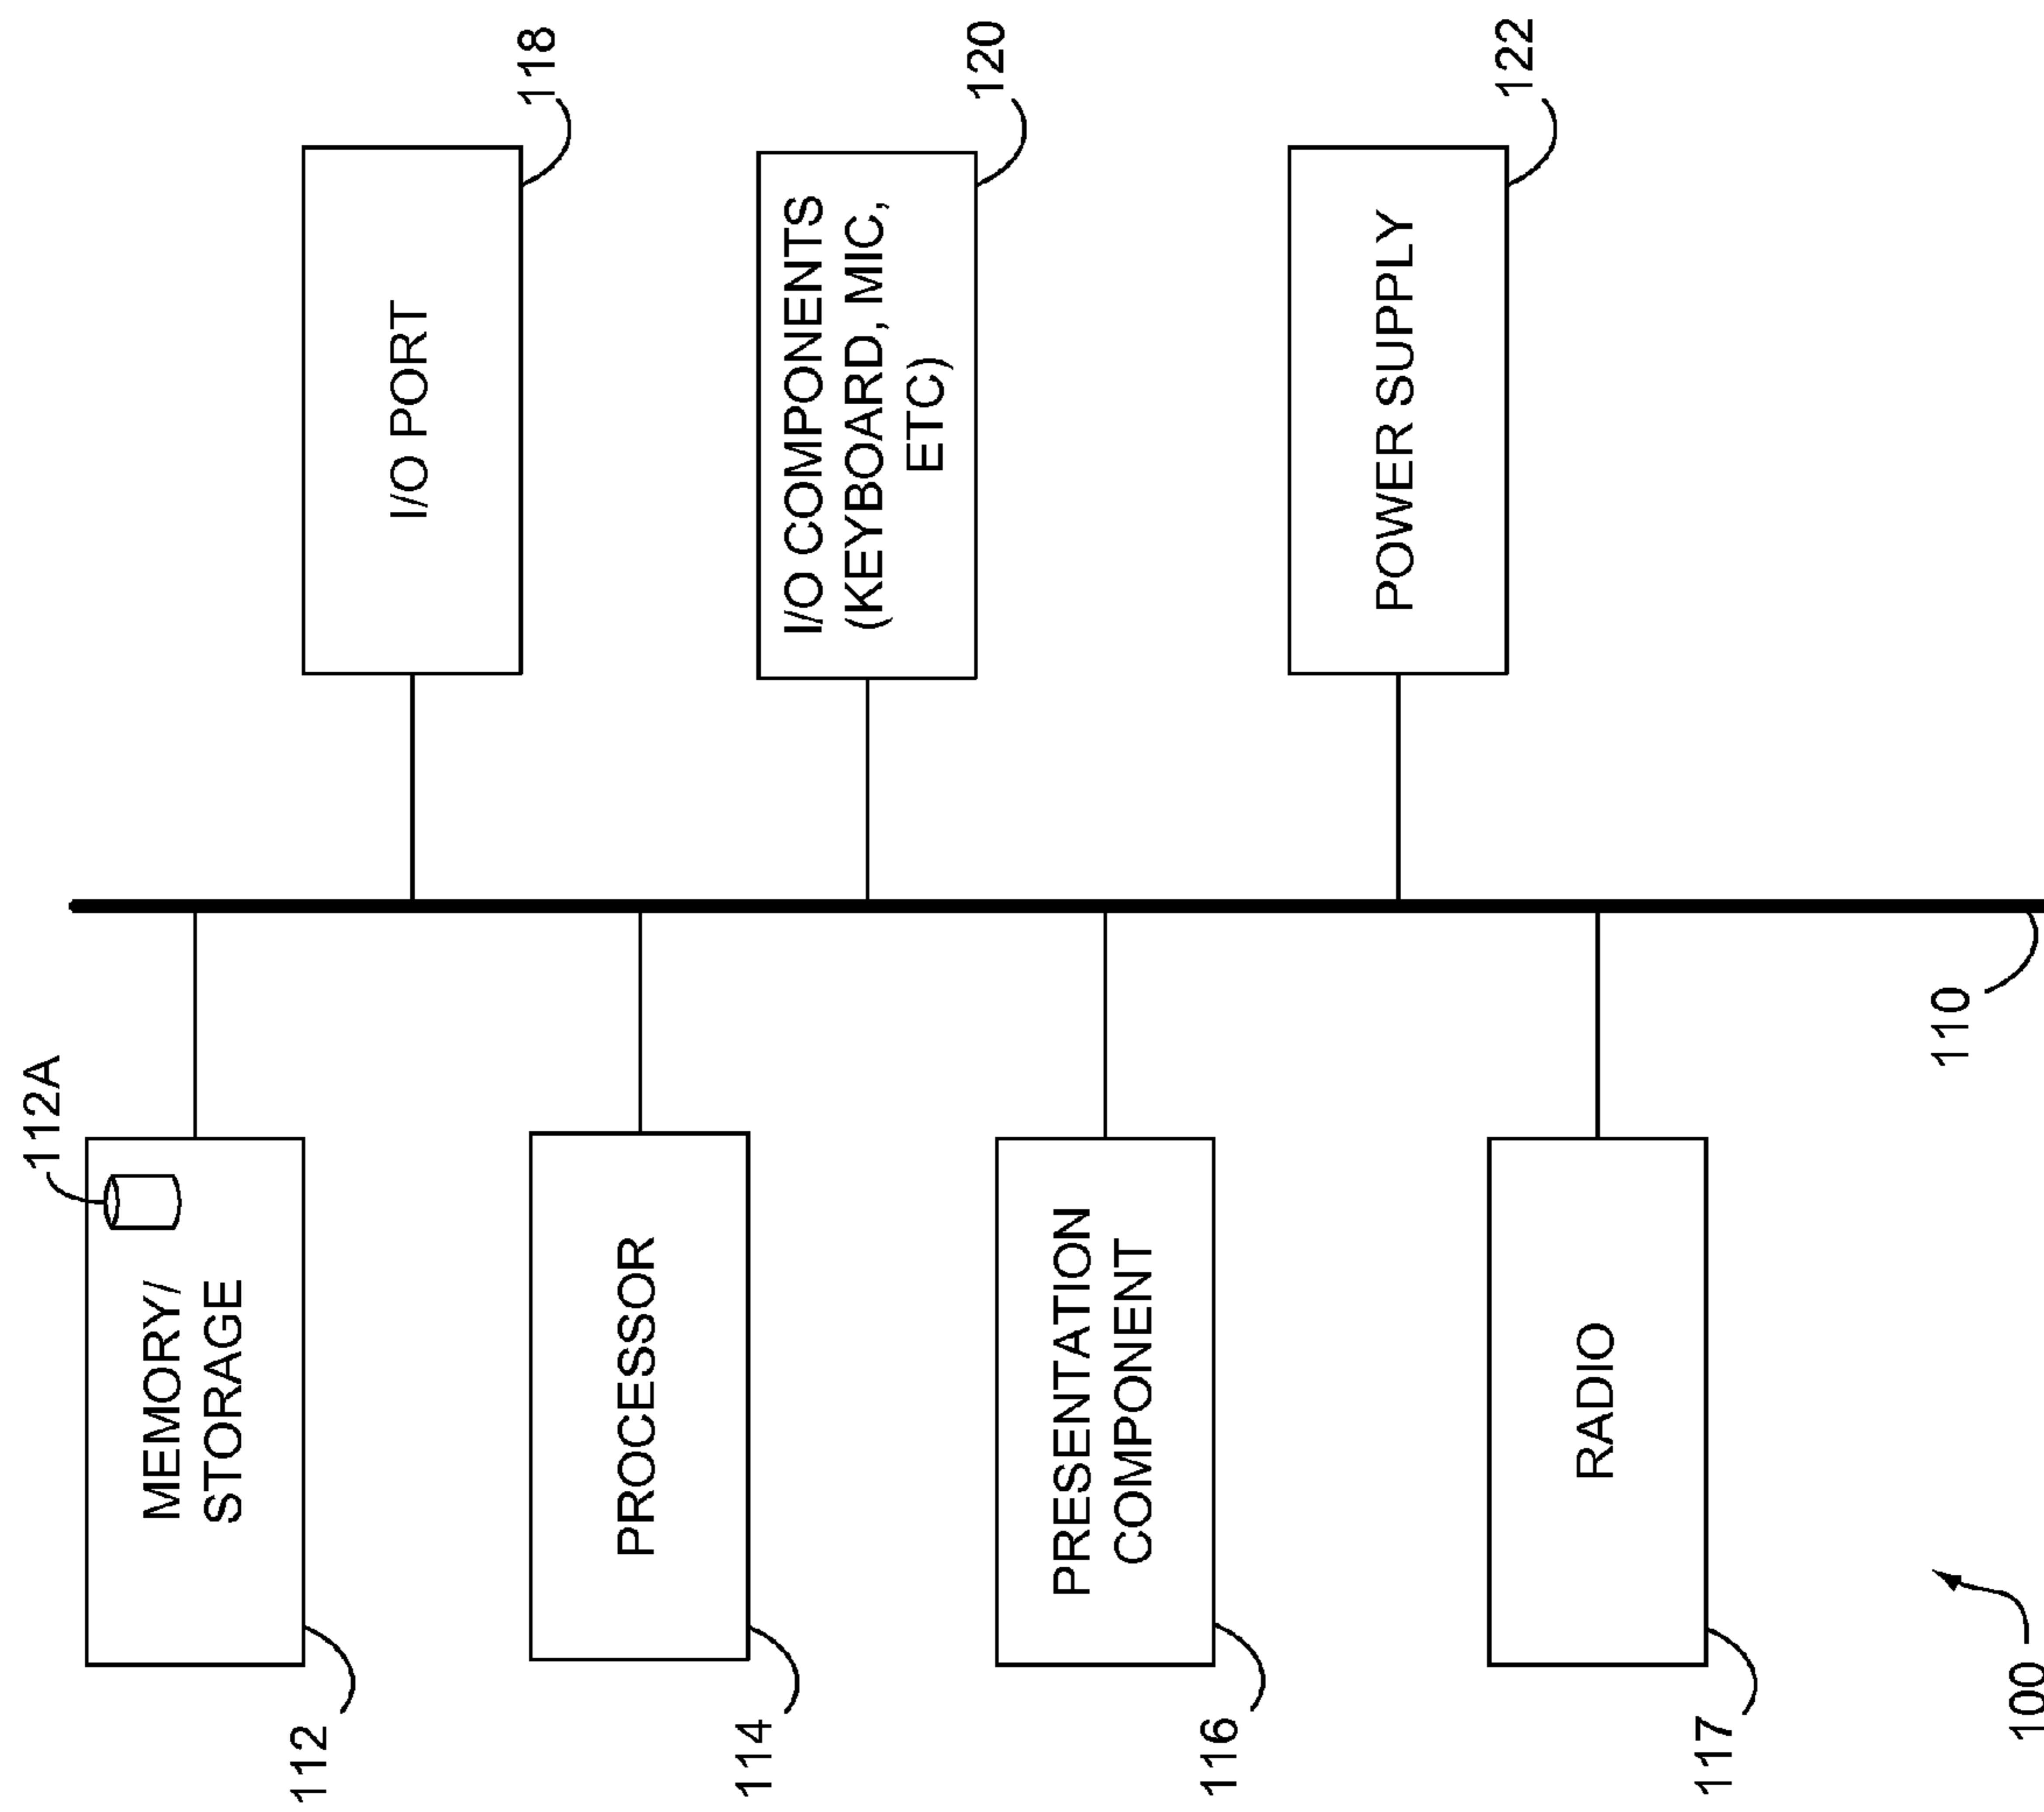 112A
MEMORY/
STORAGE
112
PROCESSOR
114
PRESENTATION
COMPONENT
116
RADIO
117
I/O PORT
118
I/O COMPONENTS
(KEYBOARD, MIC,
ETC)
120
POWER SUPPLY
122
110
100